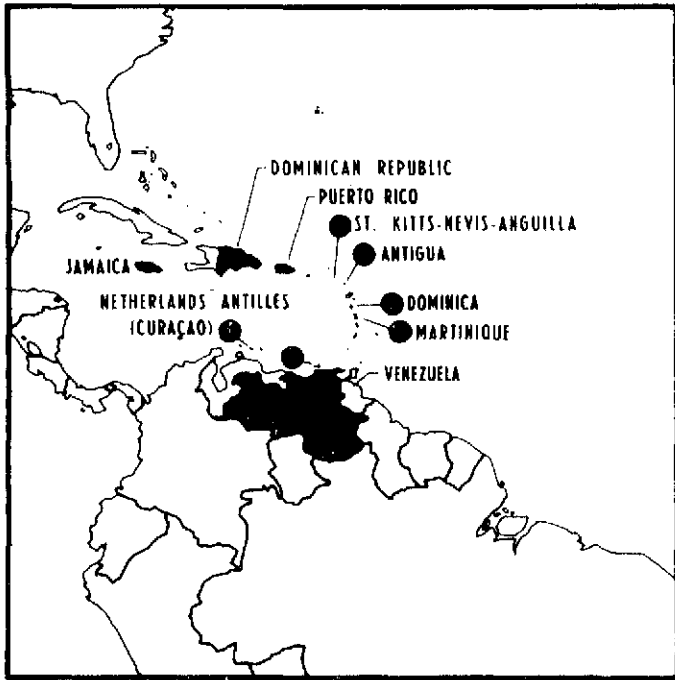 DOMINICAN REPUBLIC
PUERTO RICO
ST. KITTS-NEVIS-ANGUILLA
ANTIGUA
JAMAICA
NETHERLANDS ANTILLES
(CURAÇAO)
DOMINICA
MARTINIQUE
VENEZUELA